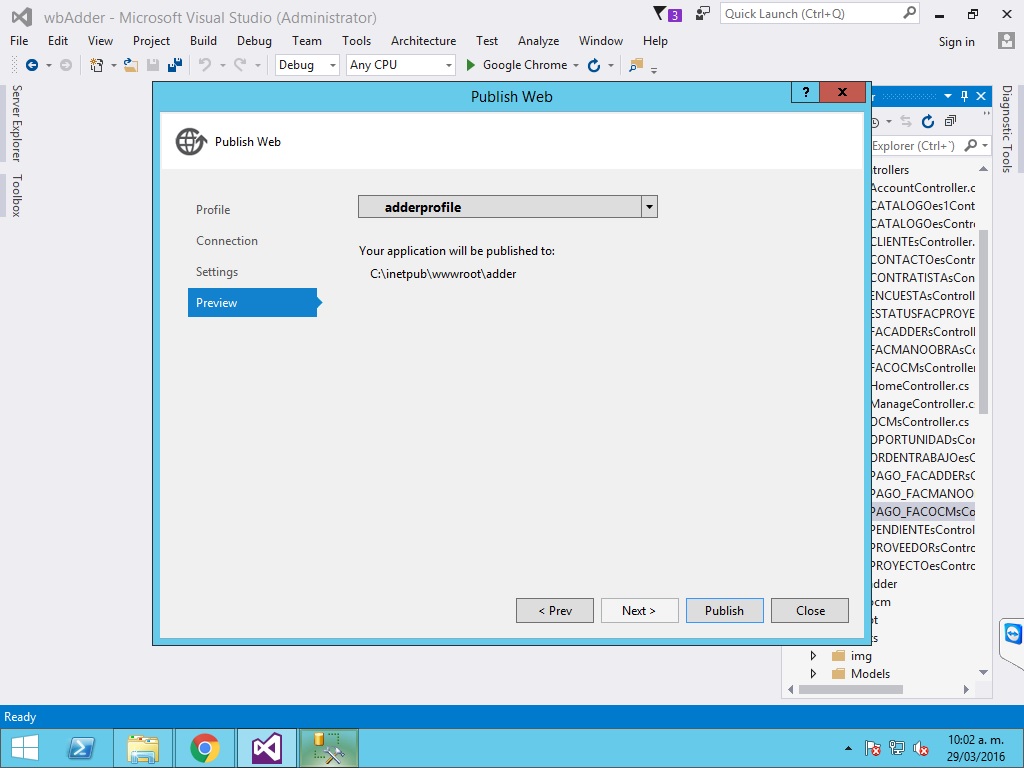 wbAdder - Microsoft Visual Studio (Administrator)
3
Quick Launch (Ctrl+Q)
File Edit View Project Build Debug Team Tools Architecture Test Analyze Window Help
Sign in
Debug Any CPU Google Chrome
Server Explorer
Toolbox
Publish Web
? X
Publish Web
Profile
Connection
Settings
Preview
adderprofile
Your application will be published to:
C:\inetpub\wwwroot\adder
< Prev Next > Publish Close
Diagnostic Tools
Explorer (Ctrl+`)
trollers
AccountController.c
CATALOGOes1Cont
CATALOGOesContr
CLIENTEsController.
CONTACTOesContr
CONTRATISTAsCon
ENCUESTAsControll
ESTATUSFACPROYE
FACADDERsControll
FACMANOOBRAsCo
FACOCMsController
HomeController.cs
ManageController.c
OCMsController.cs
OPORTUNIDADsCor
ORDENTRABAJOesC
PAGO_FACADDERsC
PAGO_FACMANOO
PAGO_FACOCMsCo
PENDIENTEsControl
PROVEEDORsContro
PROYECTOesContro
adder
ocm
img
Models
Ready
10:02 a. m.
29/03/2016